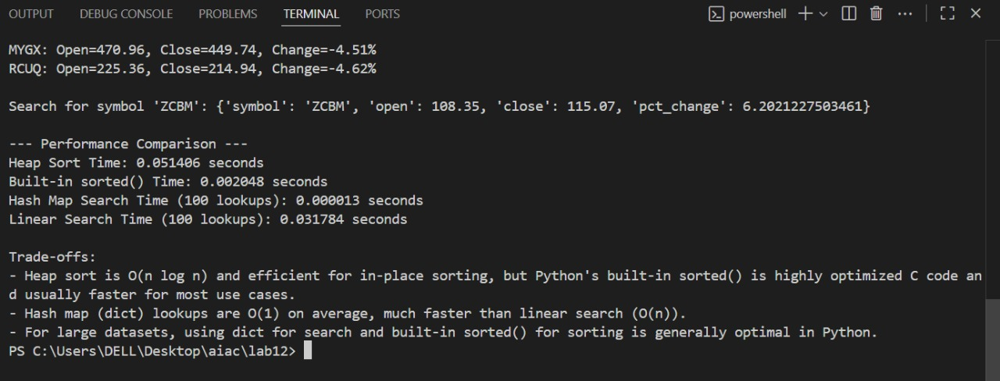 OUTPUT DEBUG CONSOLE PROBLEMS TERMINAL PORTS powershell
MYGX: Open=470.96, Close=449.74, Change=-4.51%
RCUQ: Open=225.36, Close=214.94, Change=-4.62%
Search for symbol 'ZCBM': {'symbol': 'ZCBM', 'open': 108.35, 'close': 115.07, 'pct_change': 6.2021227503461}
--- Performance Comparison ---
Heap Sort Time: 0.051406 seconds
Built-in sorted() Time: 0.002048 seconds
Hash Map Search Time (100 lookups): 0.000013 seconds
Linear Search Time (100 lookups): 0.031784 seconds
Trade-offs:
- Heap sort is O(n log n) and efficient for in-place sorting, but Python's built-in sorted() is highly optimized C code an
d usually faster for most use cases.
- Hash map (dict) lookups are O(1) on average, much faster than linear search (O(n)).
- For large datasets, using dict for search and built-in sorted() for sorting is generally optimal in Python.
PS C:\Users\DELL\Desktop\aiac\lab12>